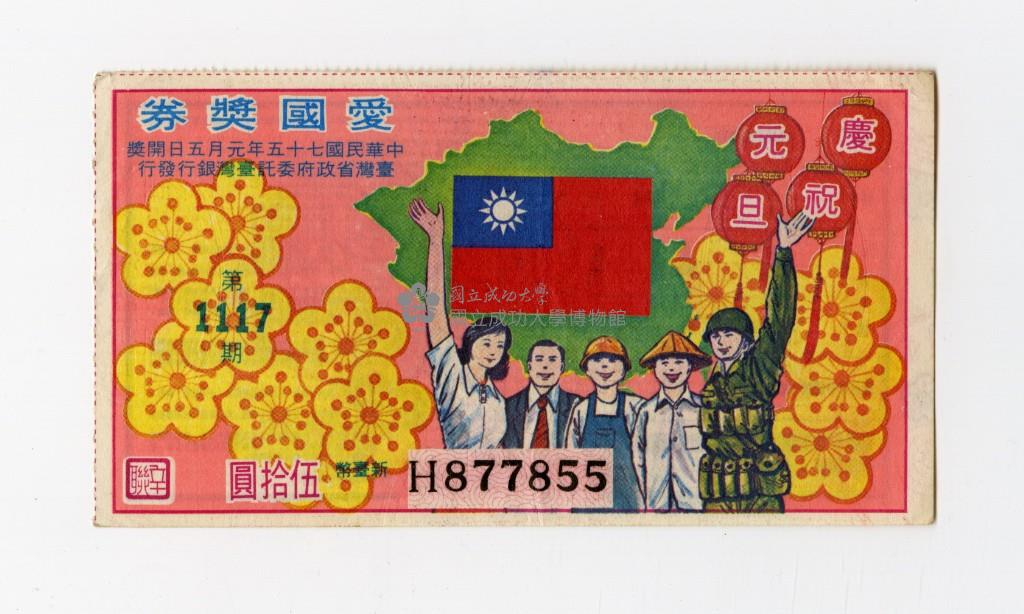 愛國獎券
中華民國七十五年元月五日開獎
臺灣省政府委託臺灣銀行發行
慶祝
元旦
第
1117
期
國立成功大學
國立成功大學博物館
新臺幣
伍拾圓
H877855